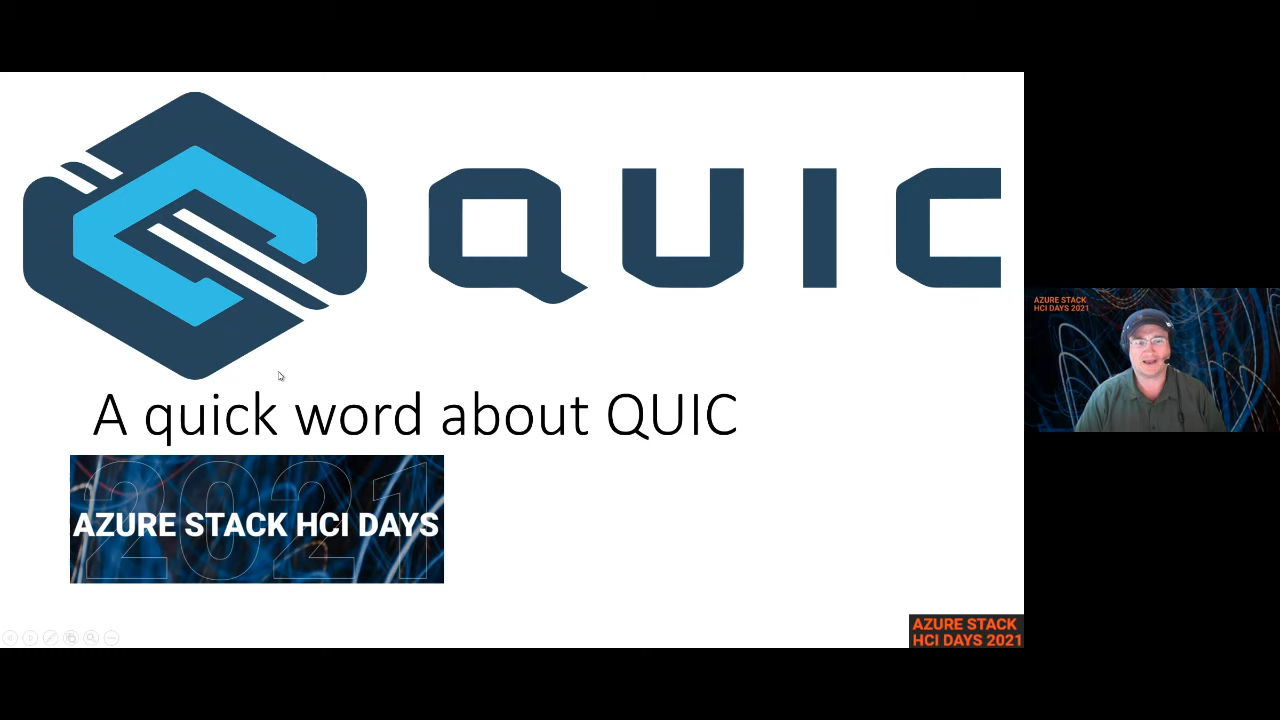 QUIC
A quick word about QUIC
2021
AZURE STACK HCI DAYS
AZURE STACK
HCI DAYS 2021
AZURE STACK
HCI DAYS 2021